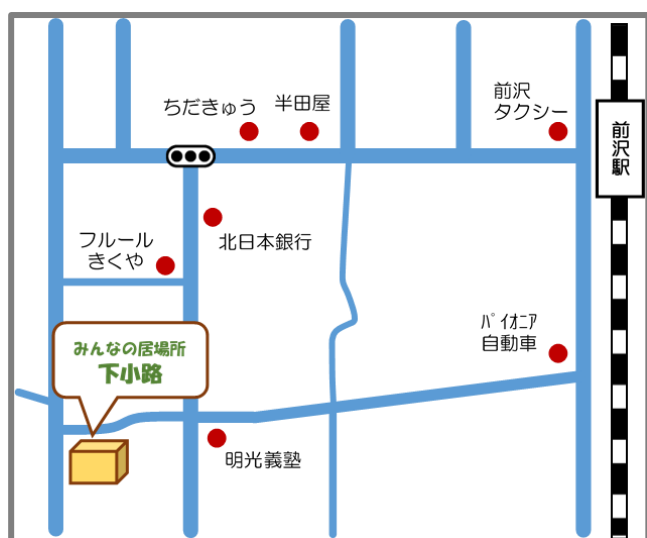 ちだきゅう
半田屋
前沢
タクシー
前沢駅
北日本銀行
フルール
きくや
みんなの居場所
下小路
ﾊﾟｲｵﾆｱ
自動車
明光義塾